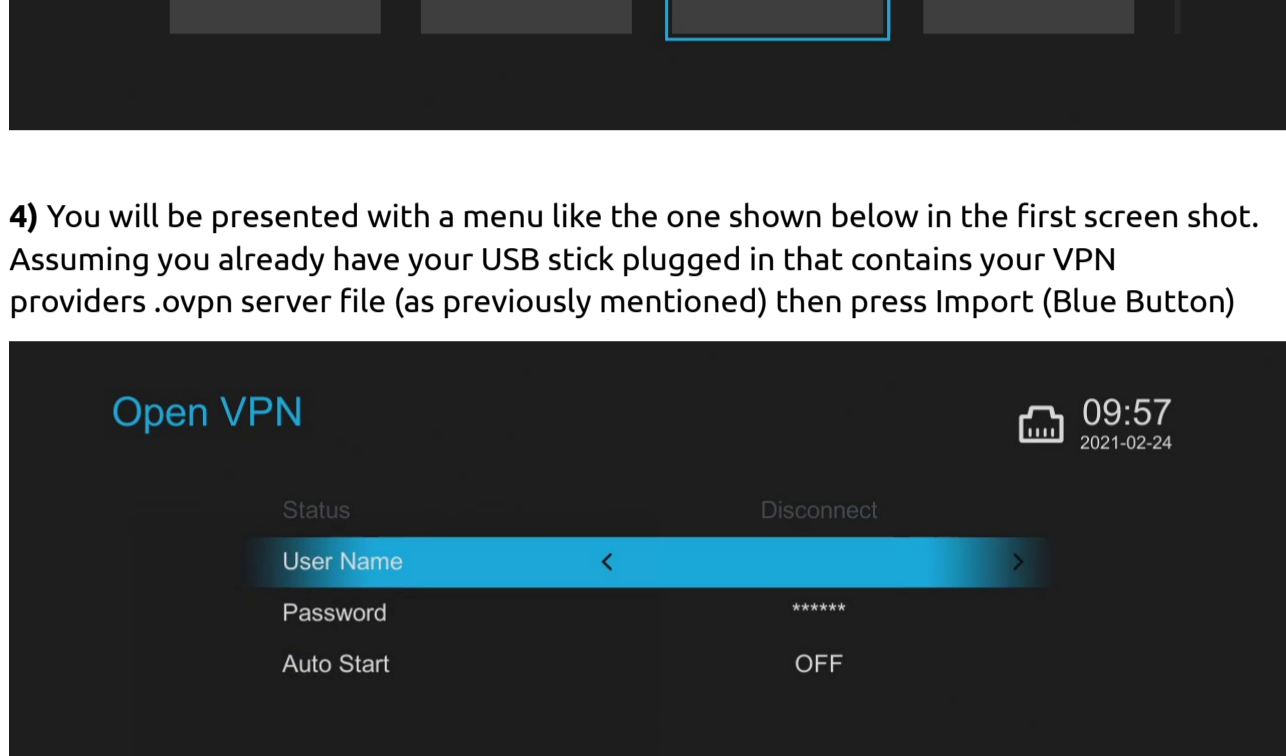 4) You will be presented with a menu like the one shown below in the first screen shot.
Assuming you already have your USB stick plugged in that contains your VPN
providers .ovpn server file (as previously mentioned) then press Import (Blue Button)
Open VPN
09:57
2021-02-24
Status Disconnect
User Name < >
Password ******
Auto Start OFF